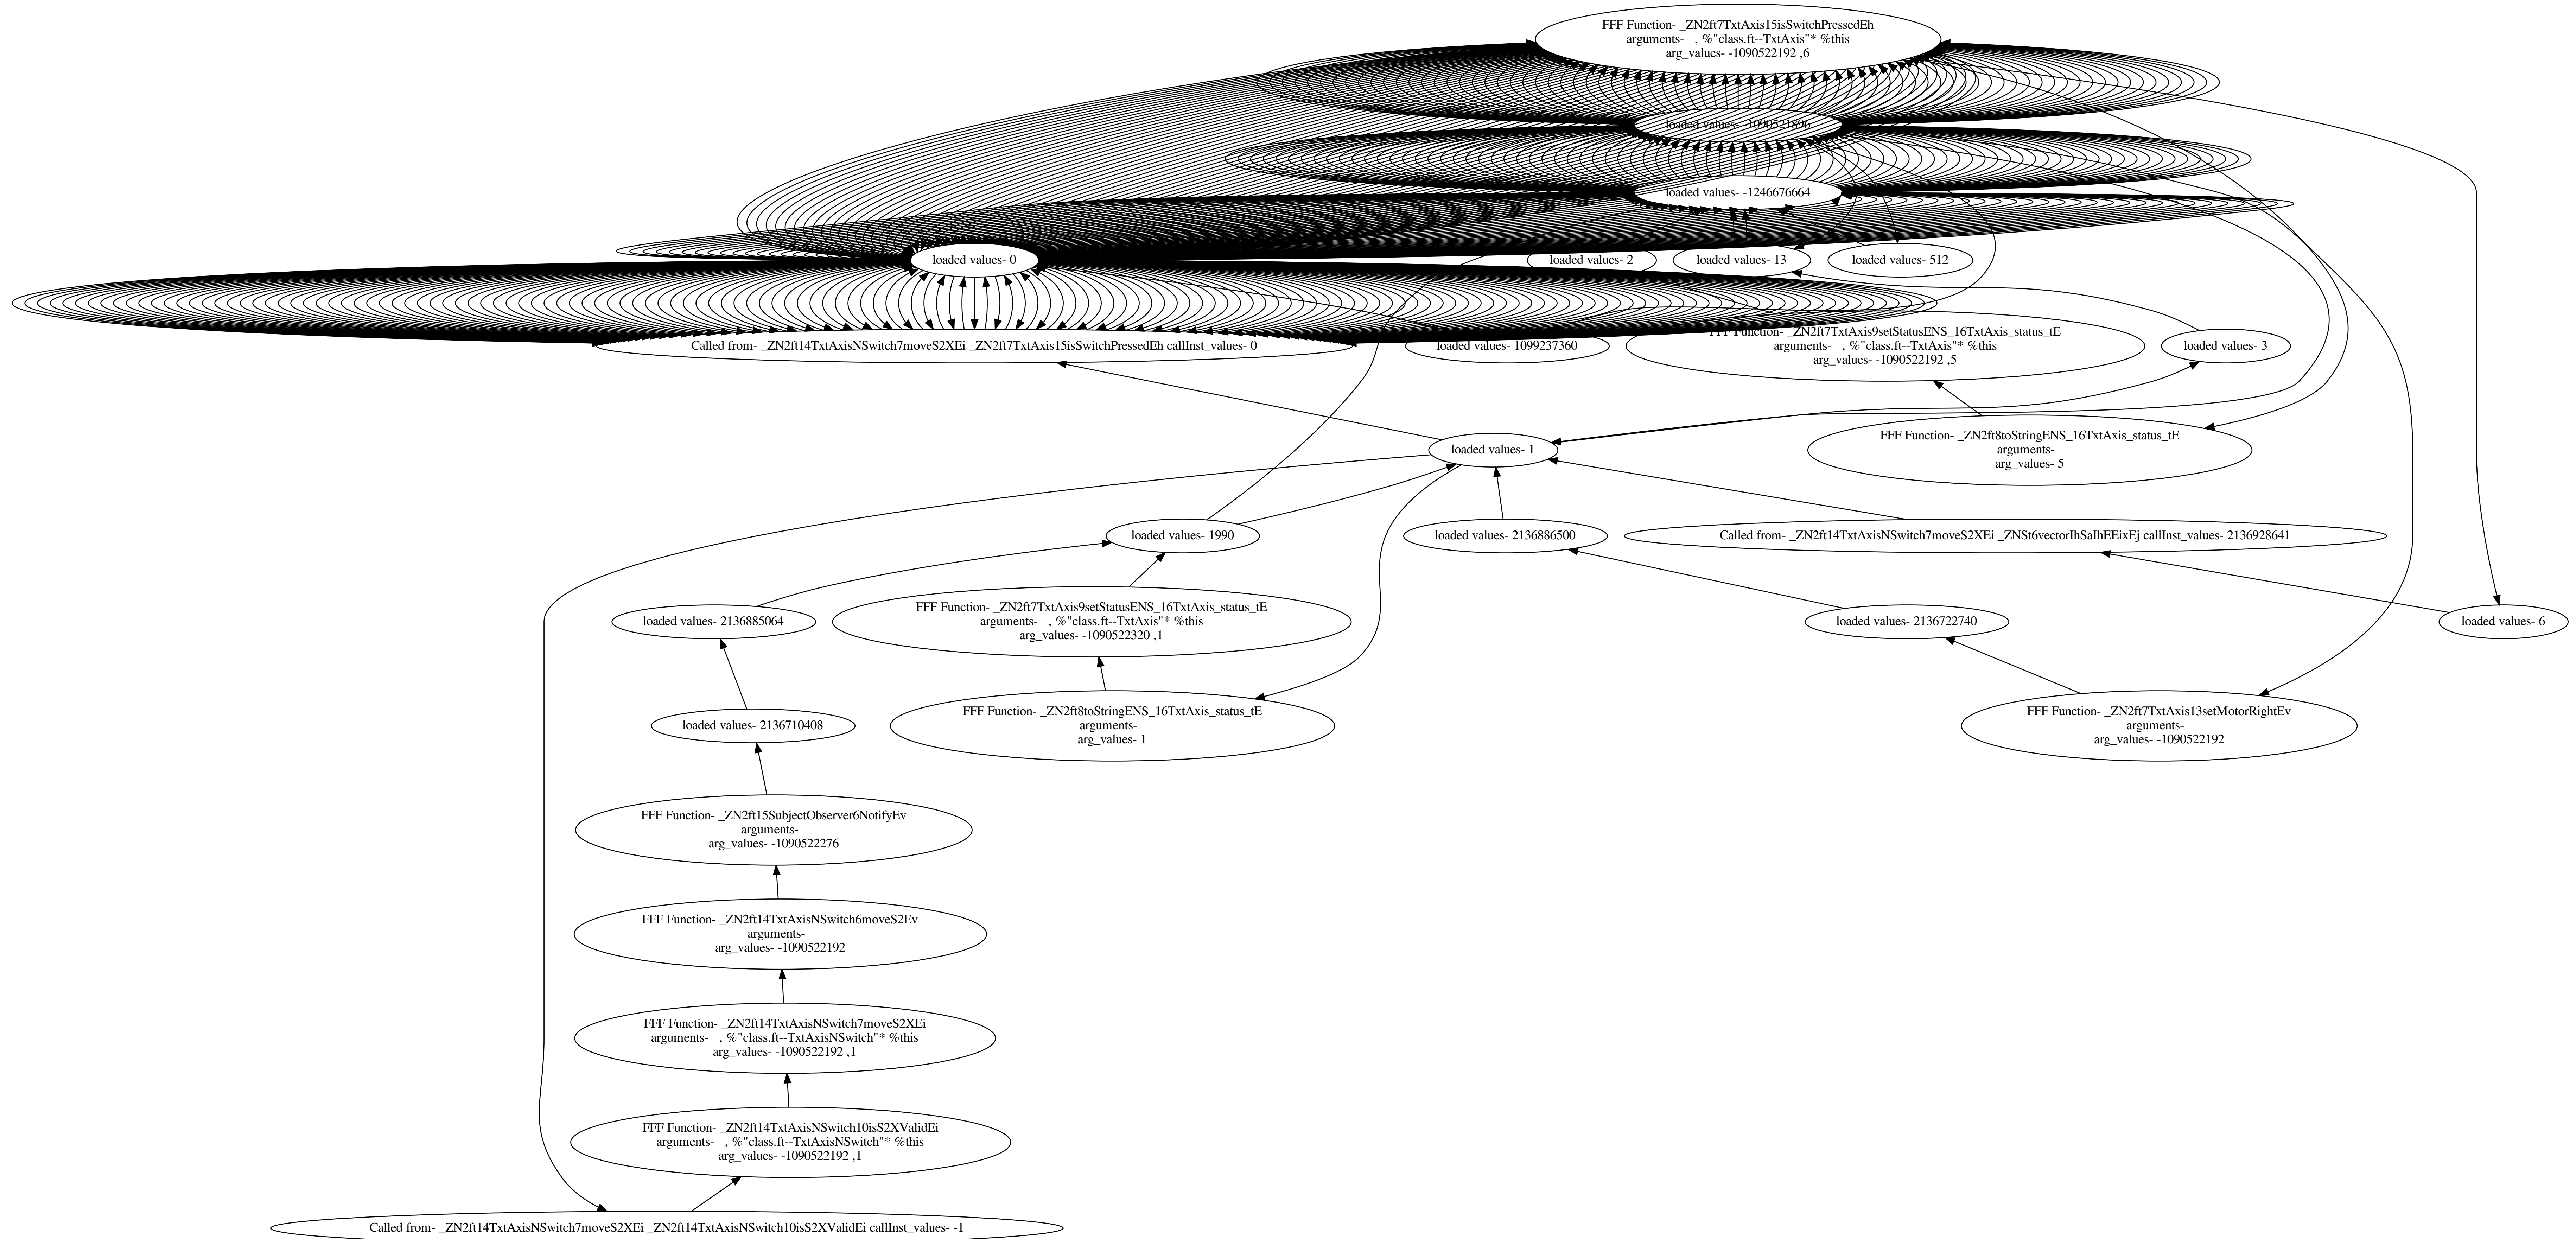 FFF Function- _ZN2ft7TxtAxis15isSwitchPressedEh
arguments-   , %"class.ft--TxtAxis"* %this
arg_values- -1090522192 ,6
loaded values- -1090521896
loaded values- -1246676664
loaded values- 0
loaded values- 2
loaded values- 13
loaded values- 512
Called from- _ZN2ft14TxtAxisNSwitch7moveS2XEi _ZN2ft7TxtAxis15isSwitchPressedEh callInst_values- 0
loaded values- 1099237360
FFF Function- _ZN2ft7TxtAxis9setStatusENS_16TxtAxis_status_tE
arguments-   , %"class.ft--TxtAxis"* %this
arg_values- -1090522192 ,5
loaded values- 3
loaded values- 1
FFF Function- _ZN2ft8toStringENS_16TxtAxis_status_tE
arguments-
arg_values- 5
loaded values- 1990
loaded values- 2136886500
Called from- _ZN2ft14TxtAxisNSwitch7moveS2XEi _ZNSt6vectorIhSaIhEEixEj callInst_values- 2136928641
loaded values- 2136885064
FFF Function- _ZN2ft7TxtAxis9setStatusENS_16TxtAxis_status_tE
arguments-   , %"class.ft--TxtAxis"* %this
arg_values- -1090522320 ,1
loaded values- 2136722740
loaded values- 6
loaded values- 2136710408
FFF Function- _ZN2ft8toStringENS_16TxtAxis_status_tE
arguments-
arg_values- 1
FFF Function- _ZN2ft7TxtAxis13setMotorRightEv
arguments-
arg_values- -1090522192
FFF Function- _ZN2ft15SubjectObserver6NotifyEv
arguments-
arg_values- -1090522276
FFF Function- _ZN2ft14TxtAxisNSwitch6moveS2Ev
arguments-
arg_values- -1090522192
FFF Function- _ZN2ft14TxtAxisNSwitch7moveS2XEi
arguments-   , %"class.ft--TxtAxisNSwitch"* %this
arg_values- -1090522192 ,1
FFF Function- _ZN2ft14TxtAxisNSwitch10isS2XValidEi
arguments-   , %"class.ft--TxtAxisNSwitch"* %this
arg_values- -1090522192 ,1
Called from- _ZN2ft14TxtAxisNSwitch7moveS2XEi _ZN2ft14TxtAxisNSwitch10isS2XValidEi callInst_values- -1